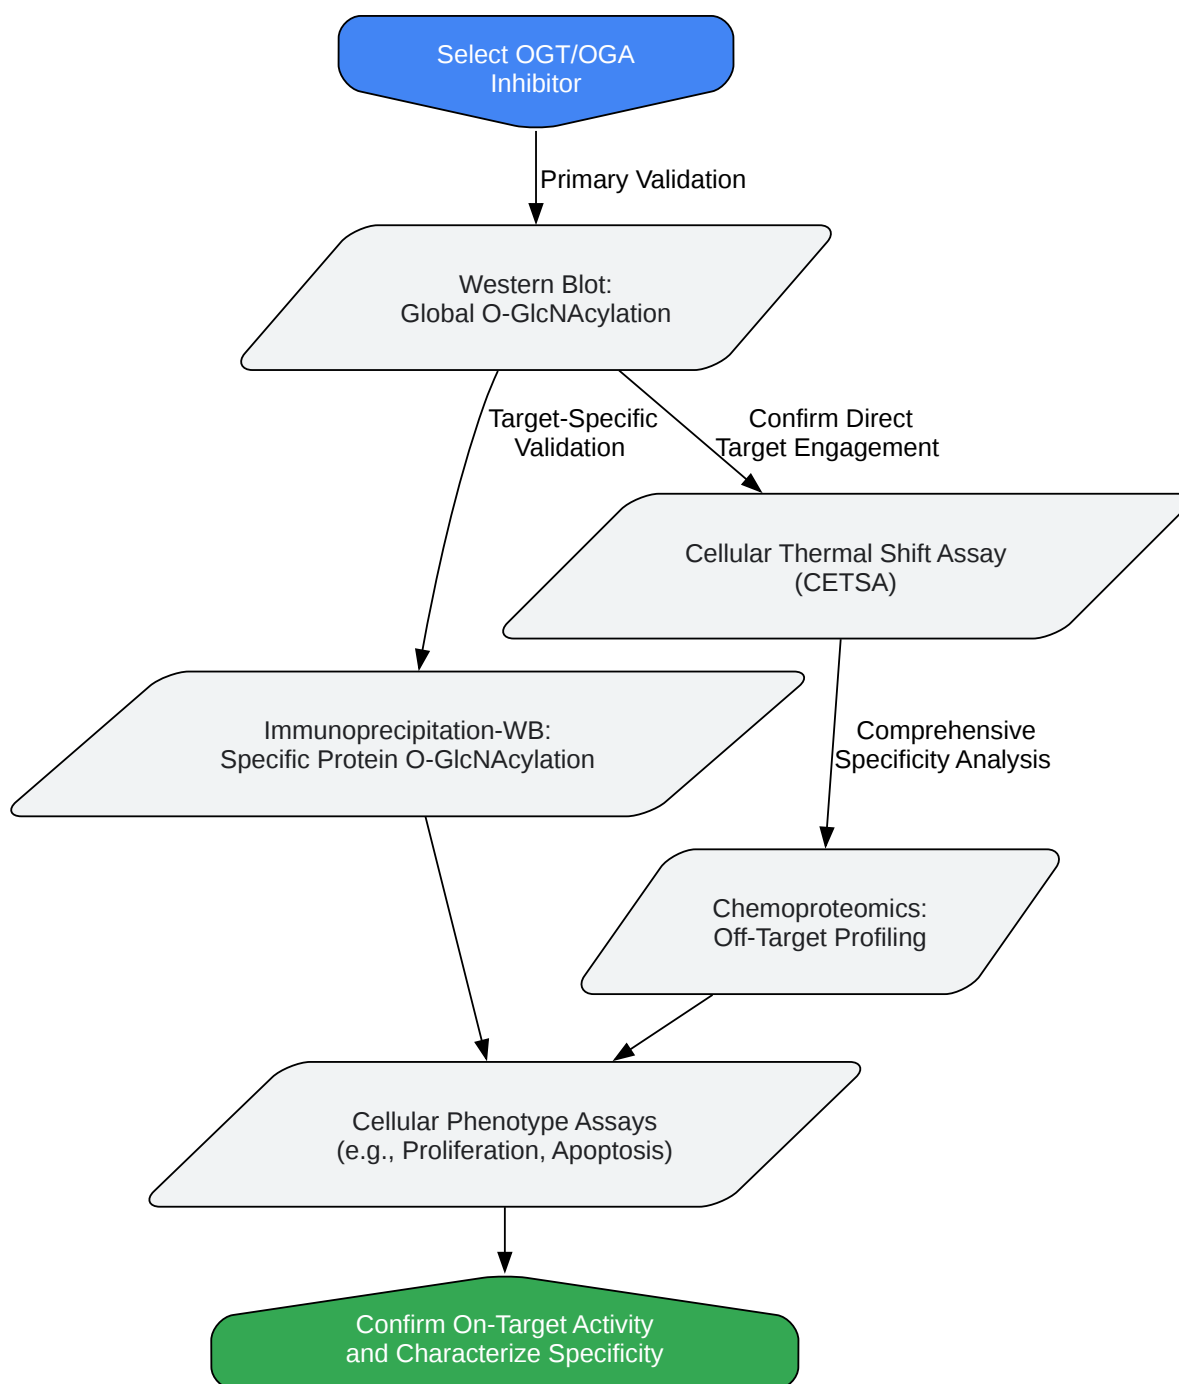 Select OGT/OGA
Inhibitor
Primary Validation
Western Blot:
Global O-GlcNAcylation
Target-Specific
Validation
Confirm Direct
Target Engagement
Cellular Thermal Shift Assay
(CETSA)
Immunoprecipitation-WB:
Specific Protein O-GlcNAcylation
Comprehensive
Specificity Analysis
Chemoproteomics:
Off-Target Profiling
Cellular Phenotype Assays
(e.g., Proliferation, Apoptosis)
Confirm On-Target Activity
and Characterize Specificity